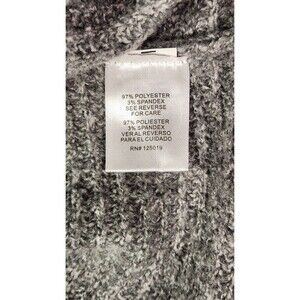 97% POLYESTER
3% SPANDEX
SEE REVERSE
FOR CARE
97% POLIESTER
3% SPANDEX
VER AL REVERSO
PARA EL CUIDADO
RN# 125019